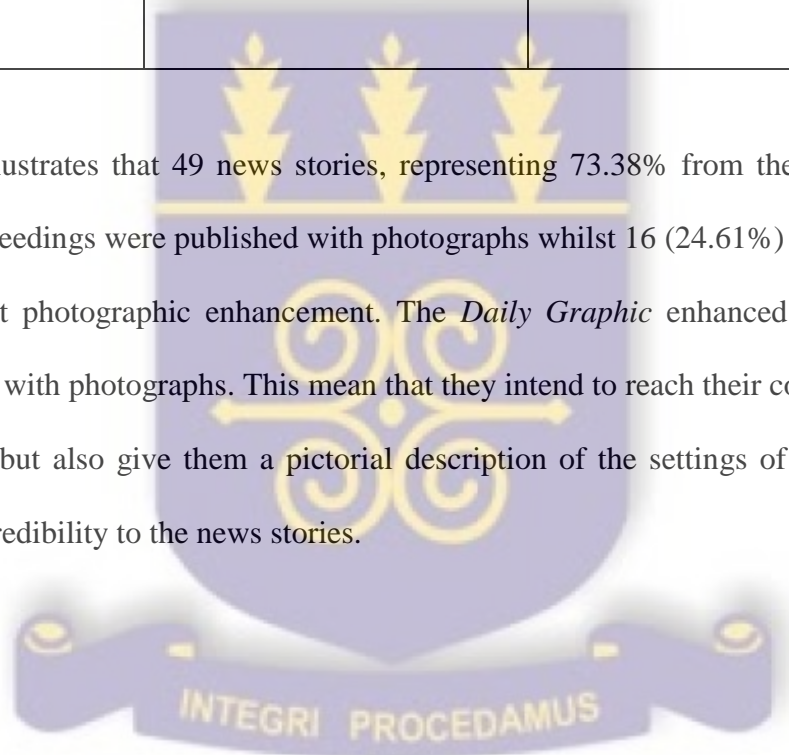 lustrates that 49 news stories, representing 73.38% from the
eedings were published with photographs whilst 16 (24.61%)
t photographic enhancement. The Daily Graphic enhanced
with photographs. This mean that they intend to reach their co
but also give them a pictorial description of the settings of
redibility to the news stories.
INTEGRI PROCEDAMUS